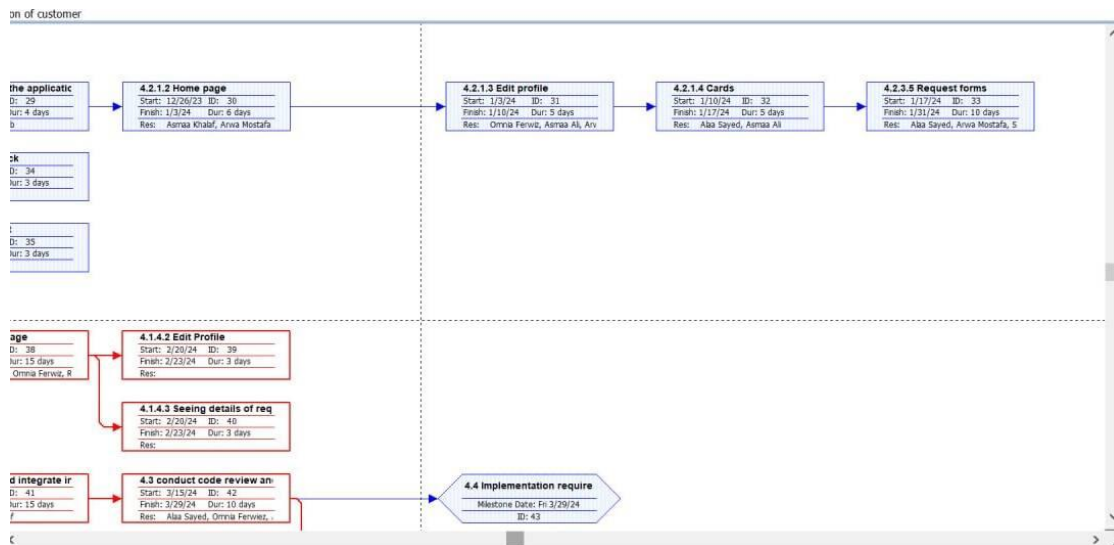 on of customer
the applicatic
ID: 29
Dur: 4 days
4.2.1.2 Home page
Start: 12/26/23 ID: 30
Finish: 1/3/24 Dur: 6 days
Res: Asmaa Khalaf, Arwa Mostafa
4.2.1.3 Edit profile
Start: 1/3/24 ID: 31
Finish: 1/10/24 Dur: 5 days
Res: Omnia Ferwiz, Asmaa Ali, Arv
4.2.1.4 Cards
Start: 1/10/24 ID: 32
Finish: 1/17/24 Dur: 5 days
Res: Alaa Sayed, Asmaa Ali
4.2.3.5 Request forms
Start: 1/17/24 ID: 33
Finish: 1/31/24 Dur: 10 days
Res: Alaa Sayed, Arwa Mostafa, S
ck
ID: 34
Dur: 3 days
ID: 35
Dur: 3 days
age
ID: 38
Dur: 15 days
Omnia Ferwiz, R
4.1.4.2 Edit Profile
Start: 2/20/24 ID: 39
Finish: 2/23/24 Dur: 3 days
Res:
4.1.4.3 Seeing details of req
Start: 2/20/24 ID: 40
Finish: 2/23/24 Dur: 3 days
Res:
d integrate ir
ID: 41
Dur: 15 days
4.3 conduct code review an
Start: 3/15/24 ID: 42
Finish: 3/29/24 Dur: 10 days
Res: Alaa Sayed, Omnia Ferwiez, .
4.4 Implementation require
Milestone Date: Fri 3/29/24
ID: 43